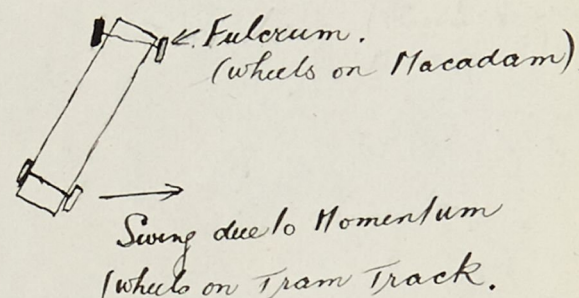 Fulcrum.
(wheels on Macadam)
Swing due to Momentum
(wheels on Tram Track.